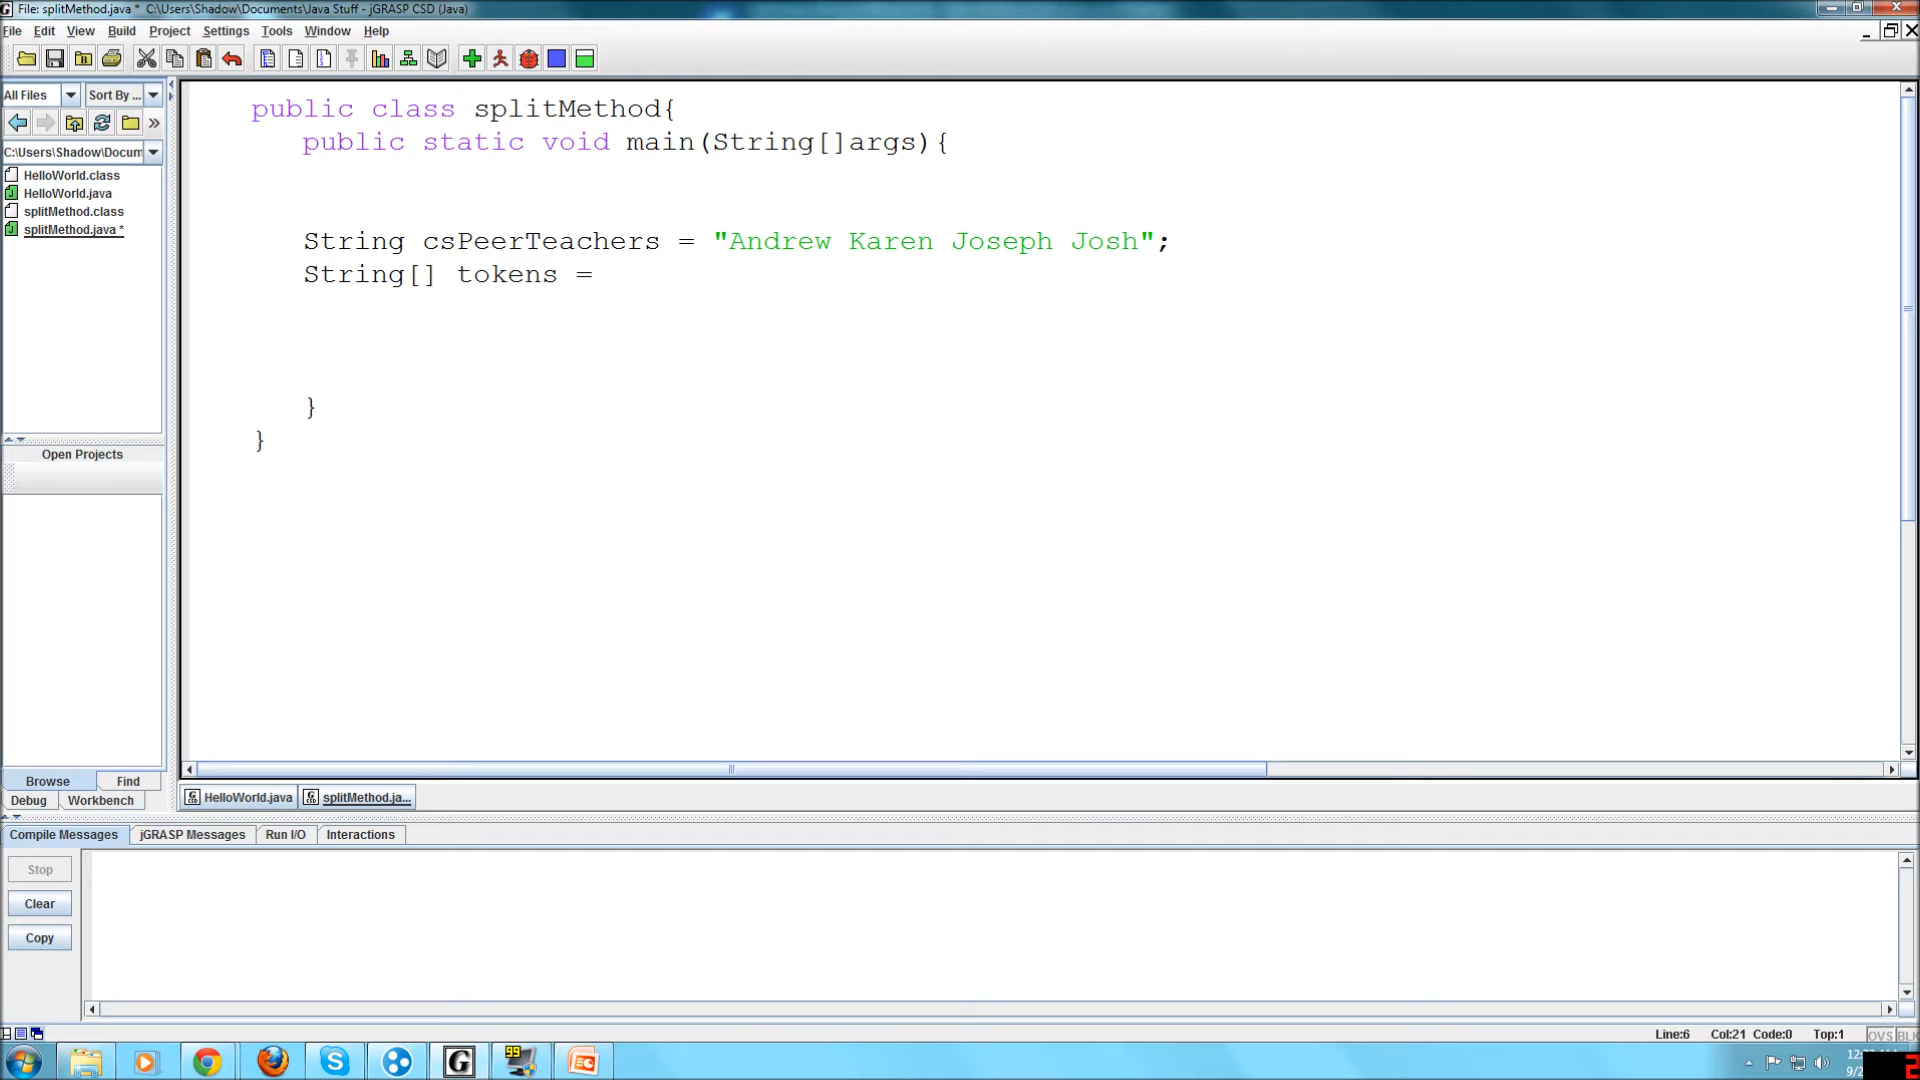 File: splitMethod.java * C:\Users\Shadow\Documents\Java Stuff - jGRASP CSD (Java)
File Edit View Build Project Settings Tools Window Help
All Files Sort By ...
C:\Users\Shadow\Docum
HelloWorld.class
HelloWorld.java
splitMethod.class
splitMethod.java *
public class splitMethod{
public static void main(String[]args){
String csPeerTeachers = "Andrew Karen Joseph Josh";
String[] tokens =
}
}
Open Projects
Browse Find
Debug Workbench
HelloWorld.java splitMethod.ja...
Compile Messages jGRASP Messages Run I/O Interactions
Stop
Clear
Copy
Line:6 Col:21 Code:0 Top:1 OVS BLK
99